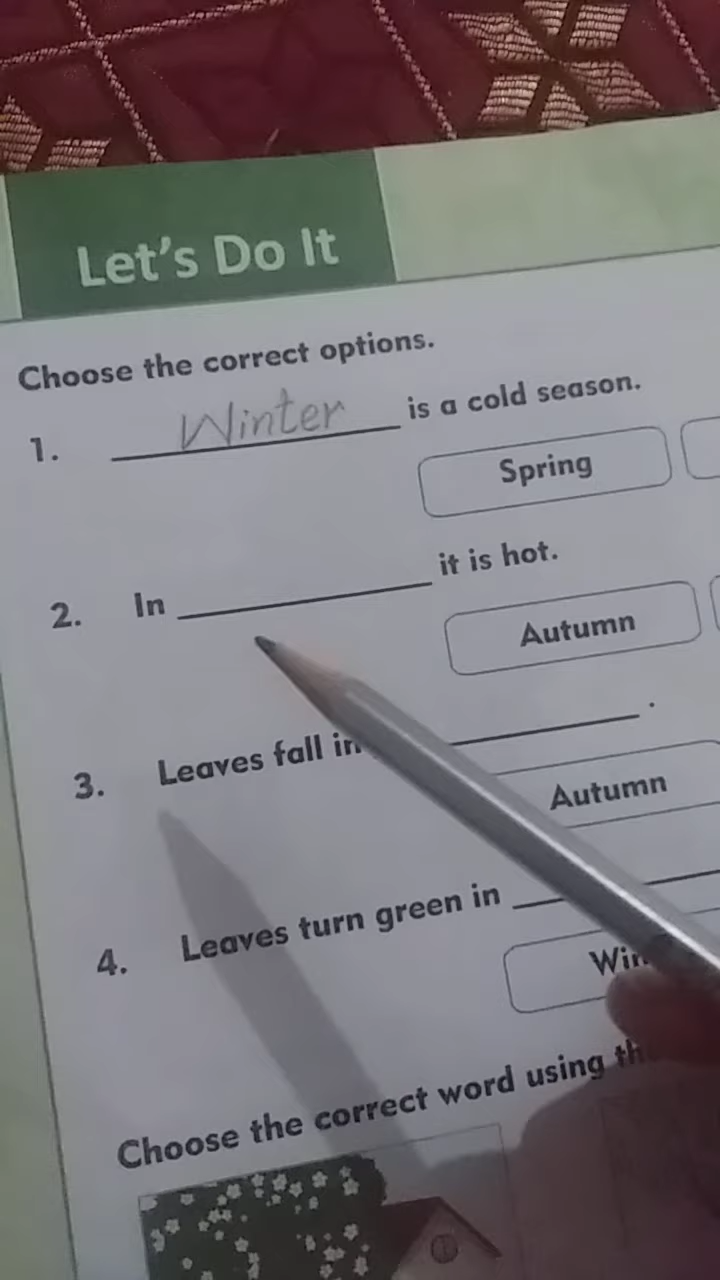 Let's Do It
Choose the correct options.
1. Winter is a cold season.
Spring
2. In it is hot.
Autumn
3. Leaves fall in .
Autumn
4. Leaves turn green in
Choose the correct word using